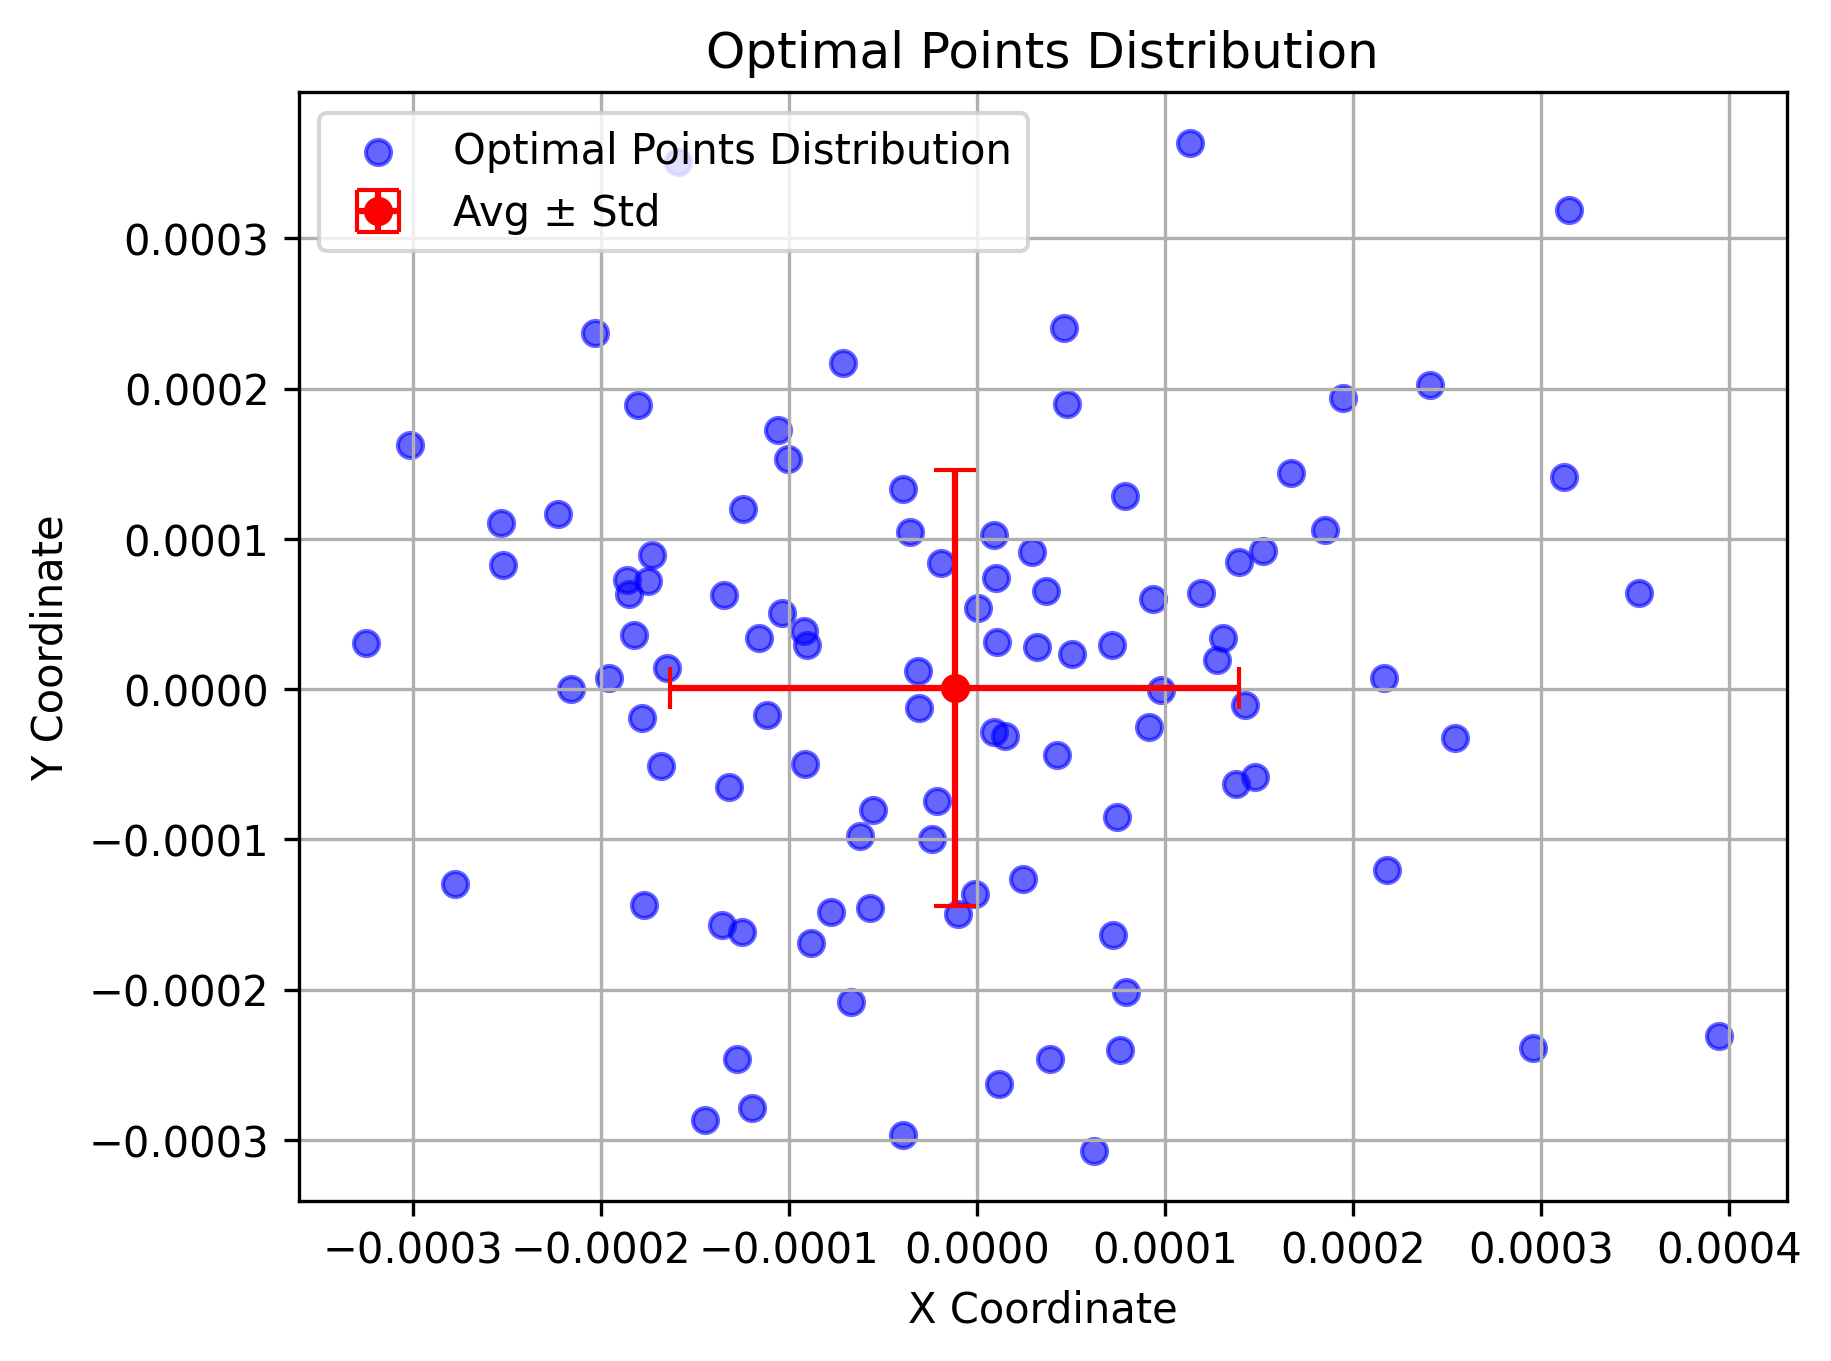 Optimal Points Distribution
Optimal Points Distribution
Avg ± Std
0.0003
0.0002
0.0001
0.0000
−0.0001
−0.0002
−0.0003
Y Coordinate
−0.0003 −0.0002 −0.0001 0.0000 0.0001 0.0002 0.0003 0.0004
X Coordinate